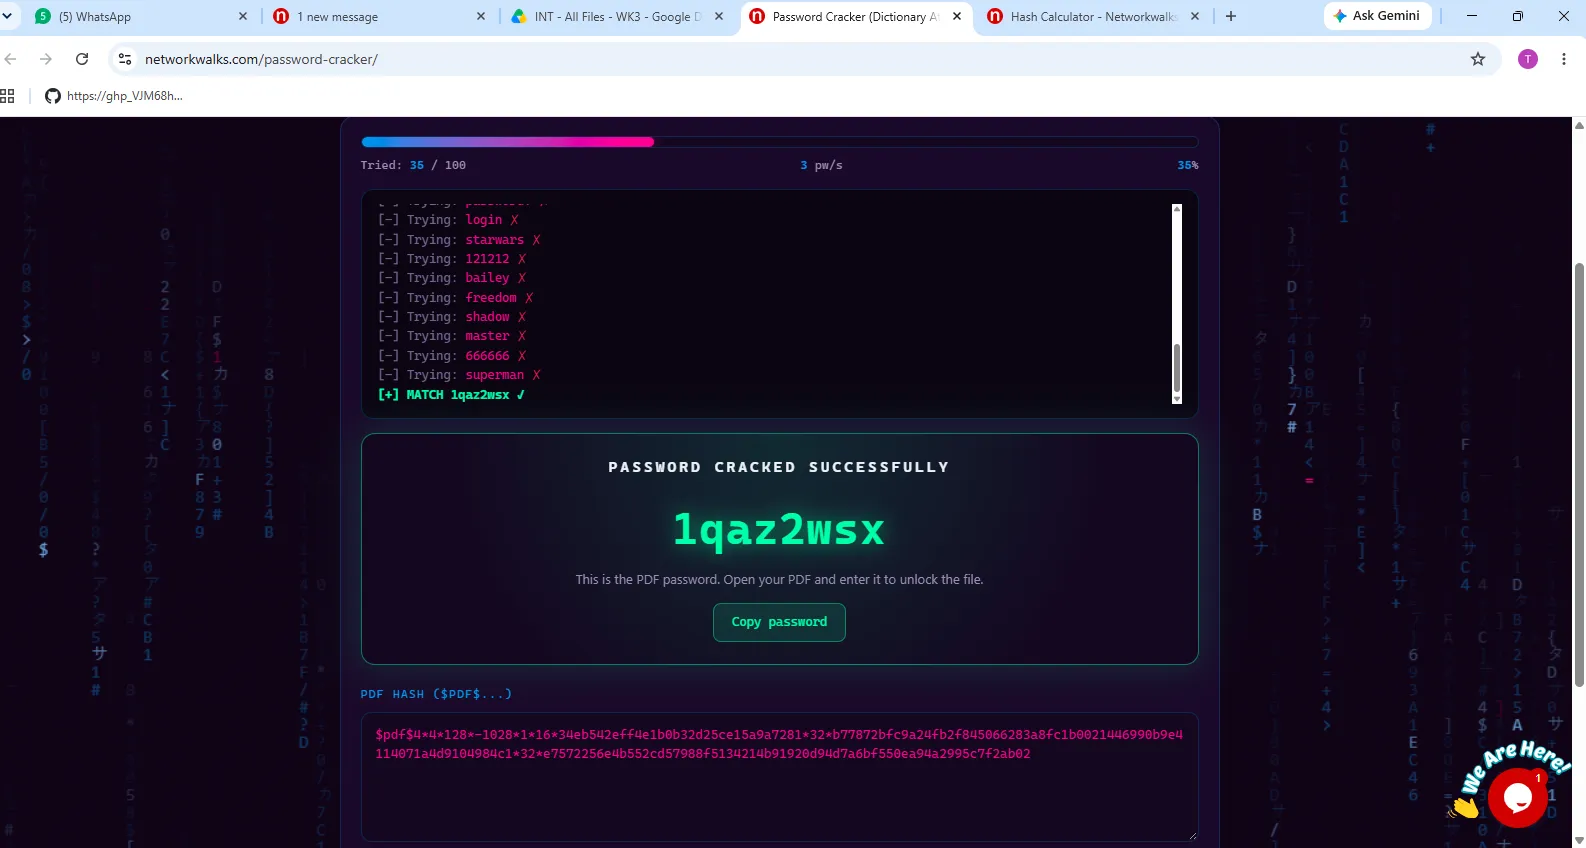 (5) WhatsApp
1 new message
INT - All Files - WK3 - Google D
Password Cracker (Dictionary At
Hash Calculator - Networkwalks
Ask Gemini
networkwalks.com/password-cracker/
T
https://ghp_VJM68h...
Tried: 35 / 100
3 pw/s
35%
[-] Trying: login ✗
[-] Trying: starwars ✗
[-] Trying: 121212 ✗
[-] Trying: bailey ✗
[-] Trying: freedom ✗
[-] Trying: shadow ✗
[-] Trying: master ✗
[-] Trying: 666666 ✗
[-] Trying: superman ✗
[+] MATCH 1qaz2wsx ✓
PASSWORD CRACKED SUCCESSFULLY
1qaz2wsx
This is the PDF password. Open your PDF and enter it to unlock the file.
Copy password
PDF HASH ($PDF$...)
$pdf$4*4*128*-1028*1*16*34eb542eff4e1b0b32d25ce15a9a7281*32*b77872bfc9a24fb2f845066283a8fc1b0021446990b9e4
114071a4d9104984c1*32*e7572256e4b552cd57988f5134214b91920d94d7a6bf550ea94a2995c7f2ab02
We Are Here!
1